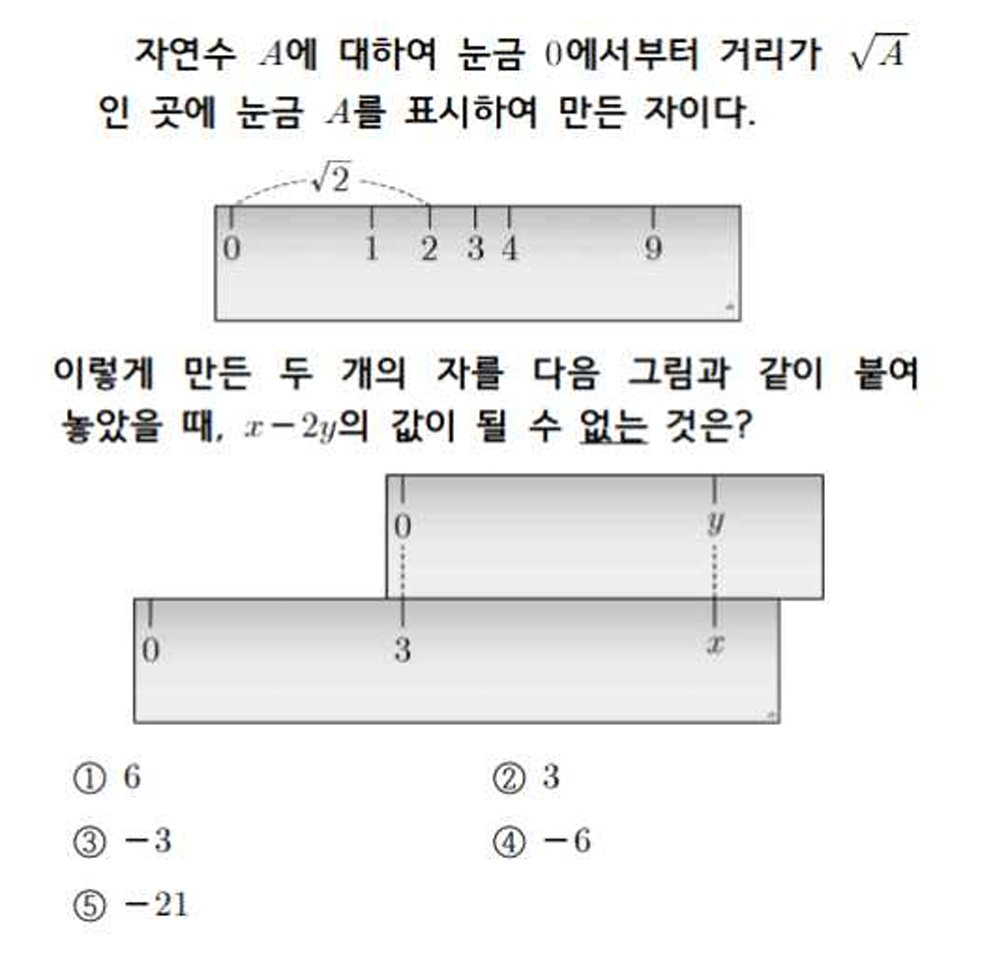 자연수 A에 대하여 눈금 0에서부터 거리가 √A
인 곳에 눈금 A를 표시하여 만든 자이다.
√2
0 1 2 3 4 9
이렇게 만든 두 개의 자를 다음 그림과 같이 붙여
놓았을 때, x−2y의 값이 될 수 없는 것은?
0 y
0 3 x
① 6 ② 3
③ −3 ④ −6
⑤ −21